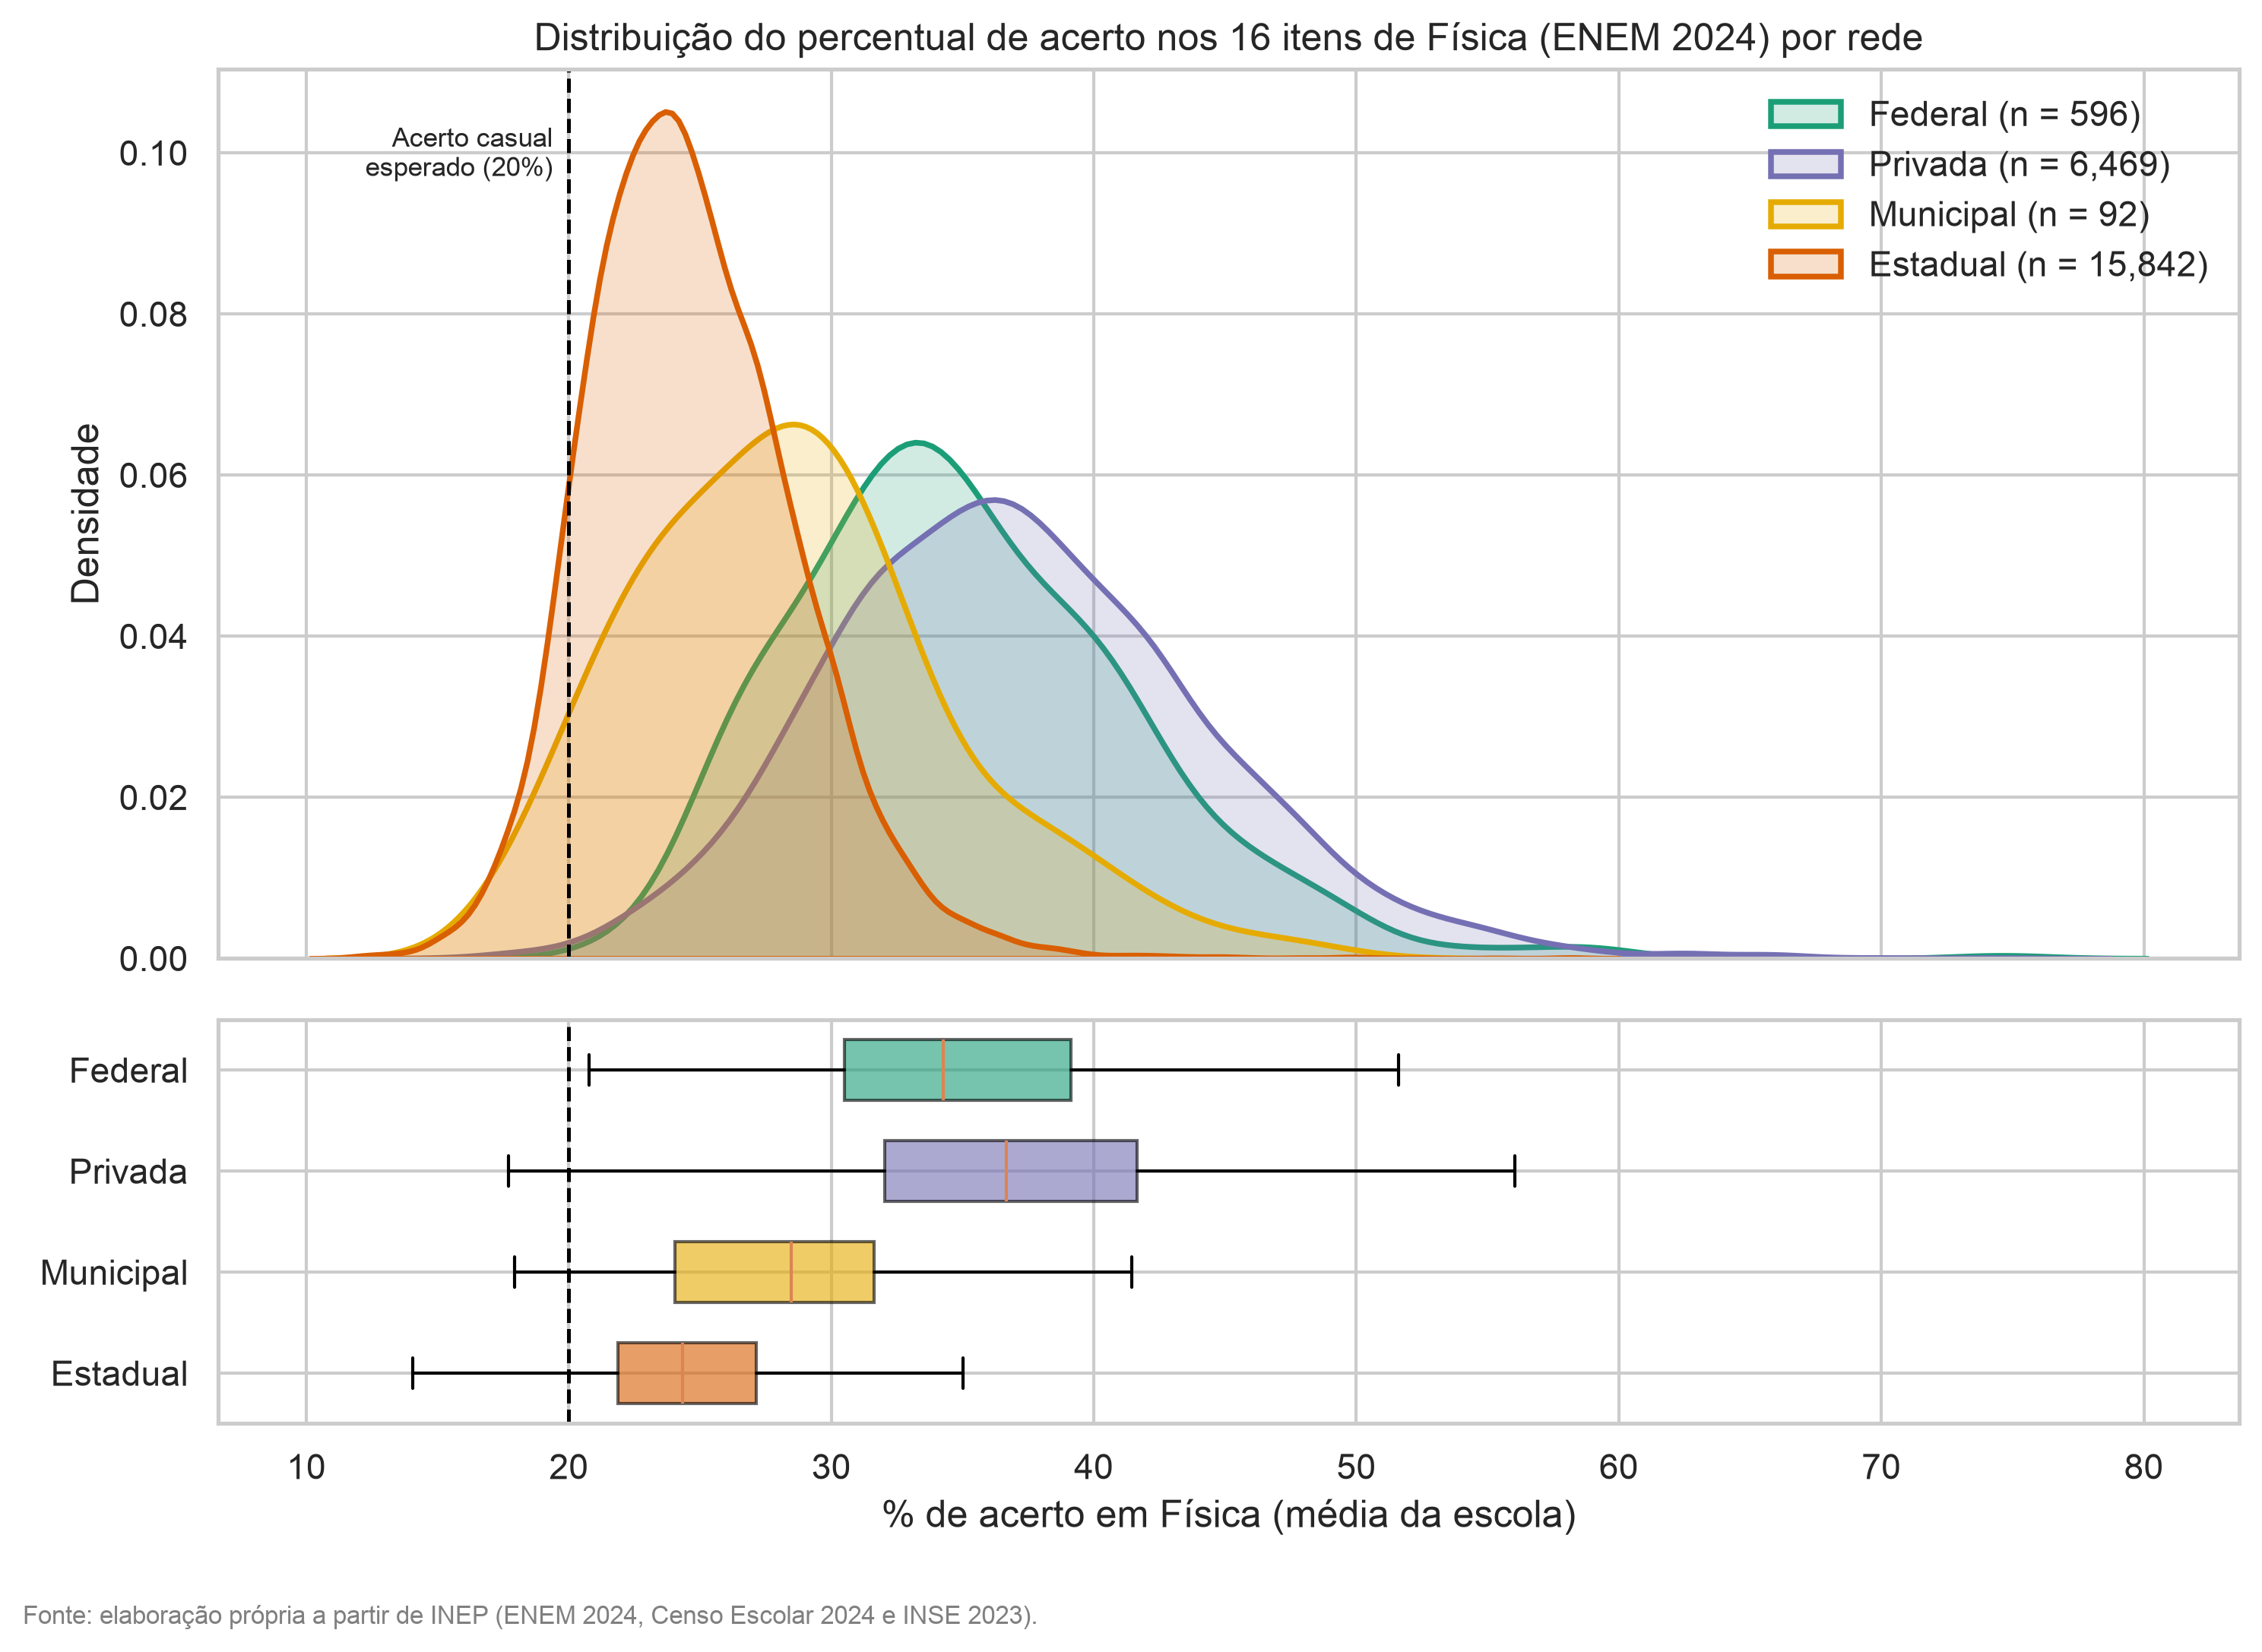 Distribuição do percentual de acerto nos 16 itens de Física (ENEM 2024) por rede
Acerto casual
esperado (20%)
Federal (n = 596)
Privada (n = 6,469)
Municipal (n = 92)
Estadual (n = 15,842)
Densidade
0.10
0.08
0.06
0.04
0.02
0.00
Federal
Privada
Municipal
Estadual
10 20 30 40 50 60 70 80
% de acerto em Física (média da escola)
Fonte: elaboração própria a partir de INEP (ENEM 2024, Censo Escolar 2024 e INSE 2023).